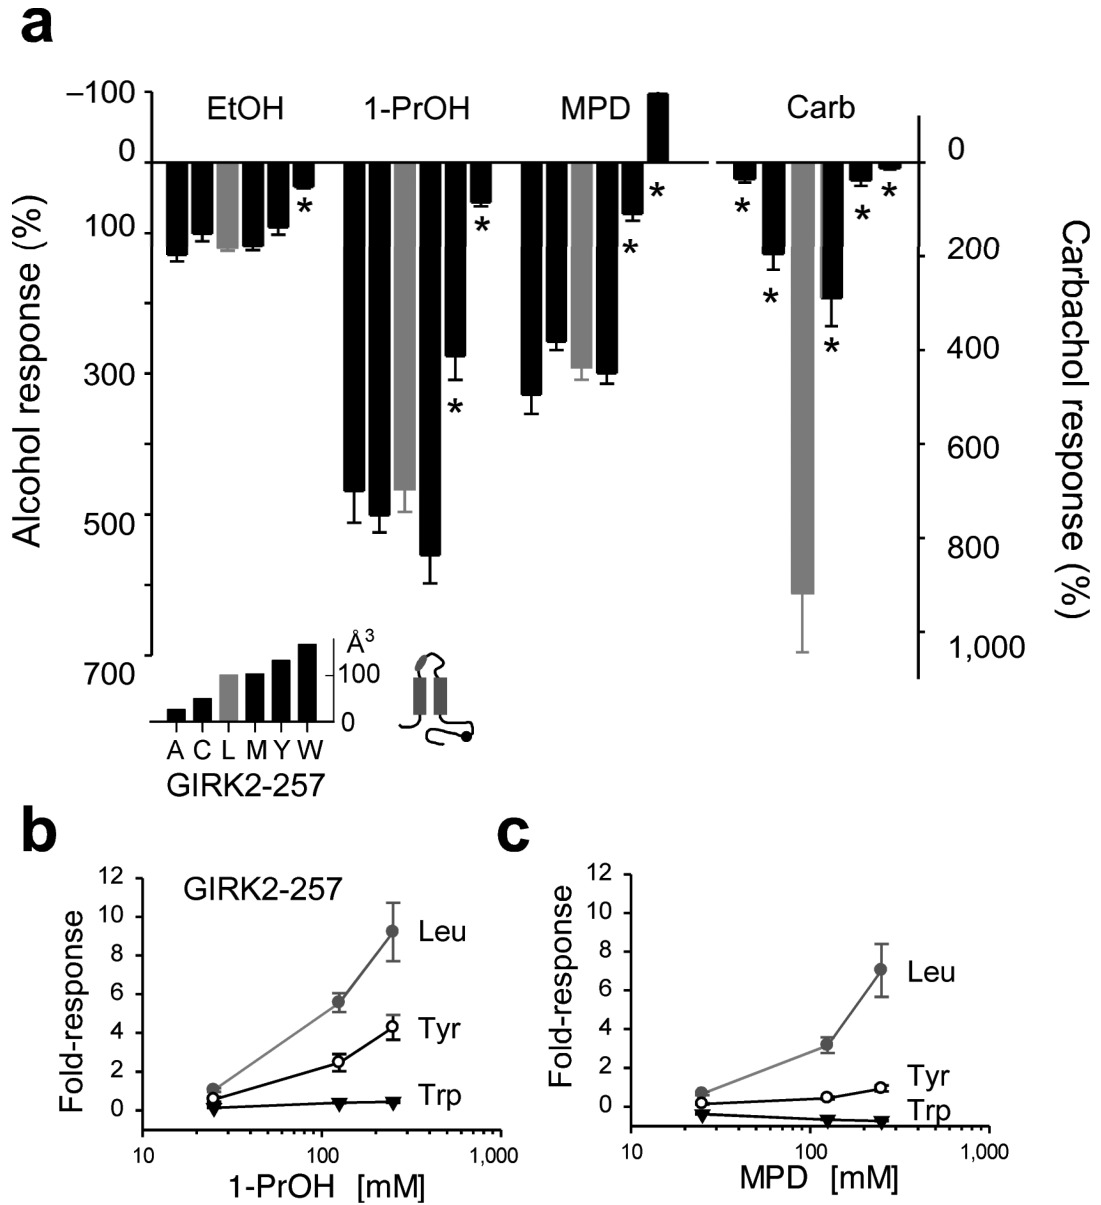 a
–100
EtOH
1-PrOH
MPD
Carb
0
0
*
*
*
*
*
*
100
200
*
*
*
*
300
400
*
*
500
600
800
700
1,000
Alcohol response (%)
Carbachol response (%)
Å3
100
0
A C L M Y W
GIRK2-257
b
12
GIRK2-257
10
8
6
4
2
0
Fold-response
Leu
Tyr
Trp
10
100
1,000
1-PrOH [mM]
c
12
10
8
6
4
2
0
Fold-response
Leu
Tyr
Trp
10
100
1,000
MPD [mM]